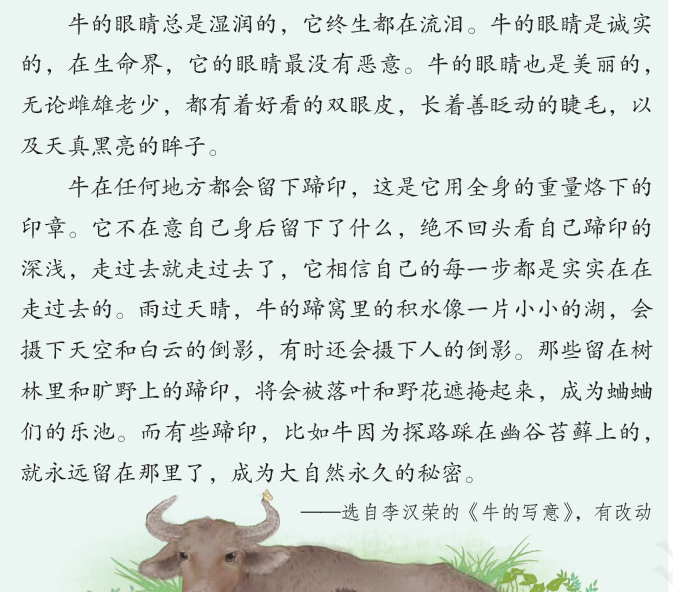 牛的眼睛总是湿润的，它终生都在流泪。牛的眼睛是诚实
的，在生命界，它的眼睛最没有恶意。牛的眼睛也是美丽的，
无论雌雄老少，都有着好看的双眼皮，长着善眨动的睫毛，以
及天真黑亮的眸子。
牛在任何地方都会留下蹄印，这是它用全身的重量烙下的
印章。它不在意自己身后留下了什么，绝不回头看自己蹄印的
深浅，走过去就走过去了，它相信自己的每一步都是实实在在
走过去的。雨过天晴，牛的蹄窝里的积水像一片小小的湖，会
摄下天空和白云的倒影，有时还会摄下人的倒影。那些留在树
林里和旷野上的蹄印，将会被落叶和野花遮掩起来，成为蛐蛐
们的乐池。而有些蹄印，比如牛因为探路踩在幽谷苔藓上的，
就永远留在那里了，成为大自然永久的秘密。
——选自李汉荣的《牛的写意》，有改动